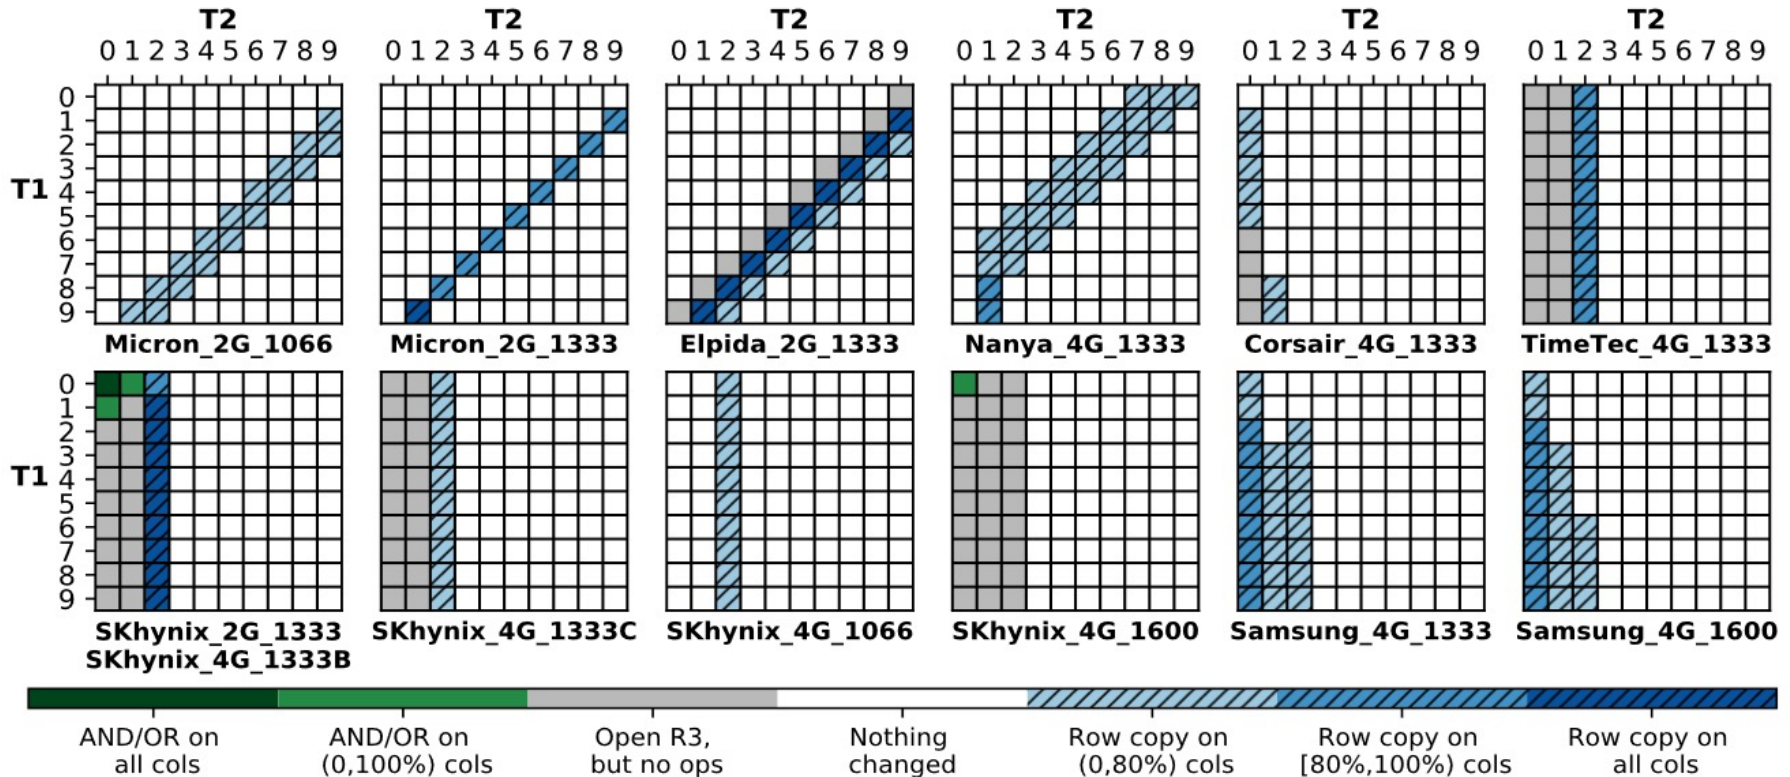 T2 T2 T2 T2 T2 T2
0 1 2 3 4 5 6 7 8 9 0 1 2 3 4 5 6 7 8 9 0 1 2 3 4 5 6 7 8 9 0 1 2 3 4 5 6 7 8 9 0 1 2 3 4 5 6 7 8 9 0 1 2 3 4 5 6 7 8 9
0
1
2
3
T1 4
5
6
7
8
9
Micron_2G_1066 Micron_2G_1333 Elpida_2G_1333 Nanya_4G_1333 Corsair_4G_1333 TimeTec_4G_1333
0
1
2
3
T1 4
5
6
7
8
9
SKhynix_2G_1333 SKhynix_4G_1333C SKhynix_4G_1066 SKhynix_4G_1600 Samsung_4G_1333 Samsung_4G_1600
SKhynix_4G_1333B
AND/OR on AND/OR on Open R3, Nothing Row copy on Row copy on Row copy on
all cols (0,100%) cols but no ops changed (0,80%) cols [80%,100%) cols all cols